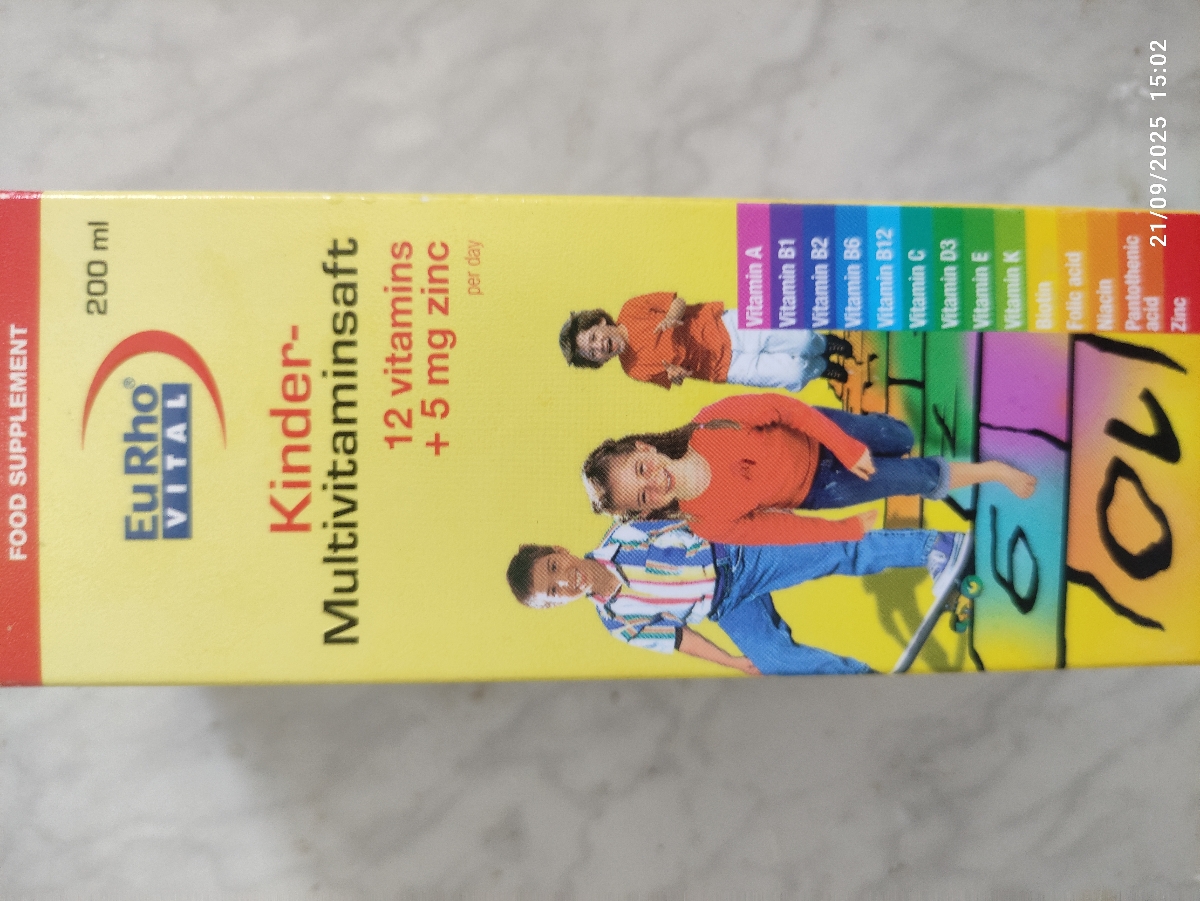 FOOD SUPPLEMENT
200 ml
EuRho®
VITAL
Kinder-
Multivitaminsaft
12 vitamins
+ 5 mg zinc
per day
Vitamin A
Vitamin B1
Vitamin B2
Vitamin B6
Vitamin B12
Vitamin C
Vitamin D3
Vitamin E
Vitamin K
Biotin
Folic acid
Niacin
Pantothenic
acid
Zinc
6
21/09/2025 15:02